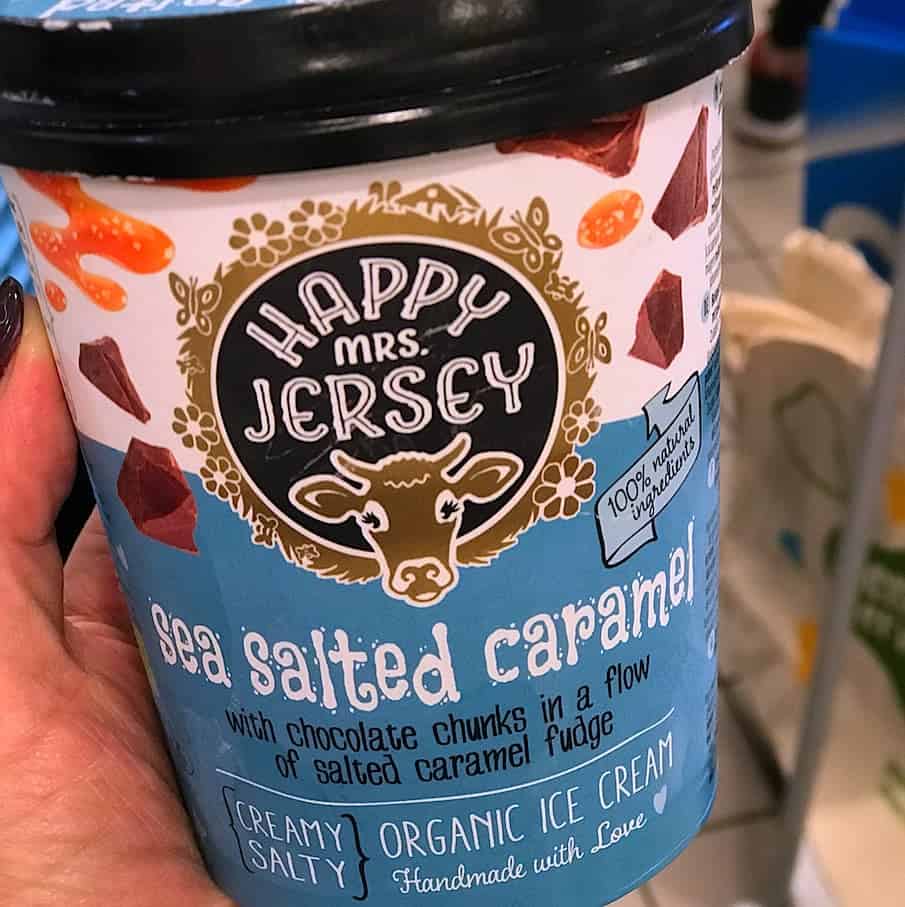 HAPPY
MRS.
JERSEY
100% natural
ingredients
sea salted caramel
with chocolate chunks in a flow
of salted caramel fudge
CREAMY
SALTY
ORGANIC ICE CREAM
Handmade with Love